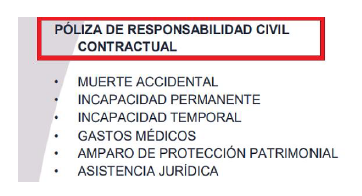 PÓLIZA DE RESPONSABILIDAD CIVIL
CONTRACTUAL
• MUERTE ACCIDENTAL
• INCAPACIDAD PERMANENTE
• INCAPACIDAD TEMPORAL
• GASTOS MÉDICOS
• AMPARO DE PROTECCIÓN PATRIMONIAL
• ASISTENCIA JURÍDICA